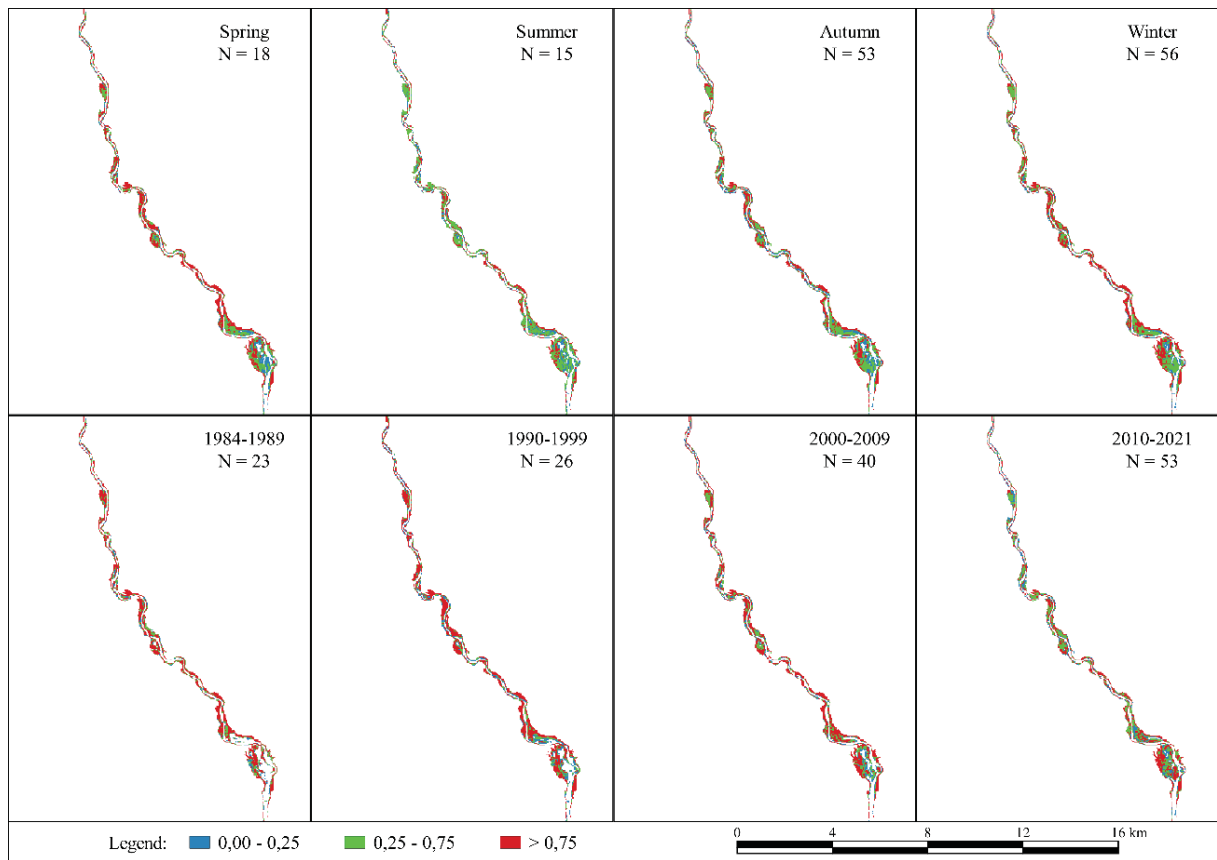 Spring
N = 18
Summer
N = 15
Autumn
N = 53
Winter
N = 56
1984-1989
N = 23
1990-1999
N = 26
2000-2009
N = 40
2010-2021
N = 53
Legend: 0,00 - 0,25 0,25 - 0,75 > 0,75
0 4 8 12 16 km